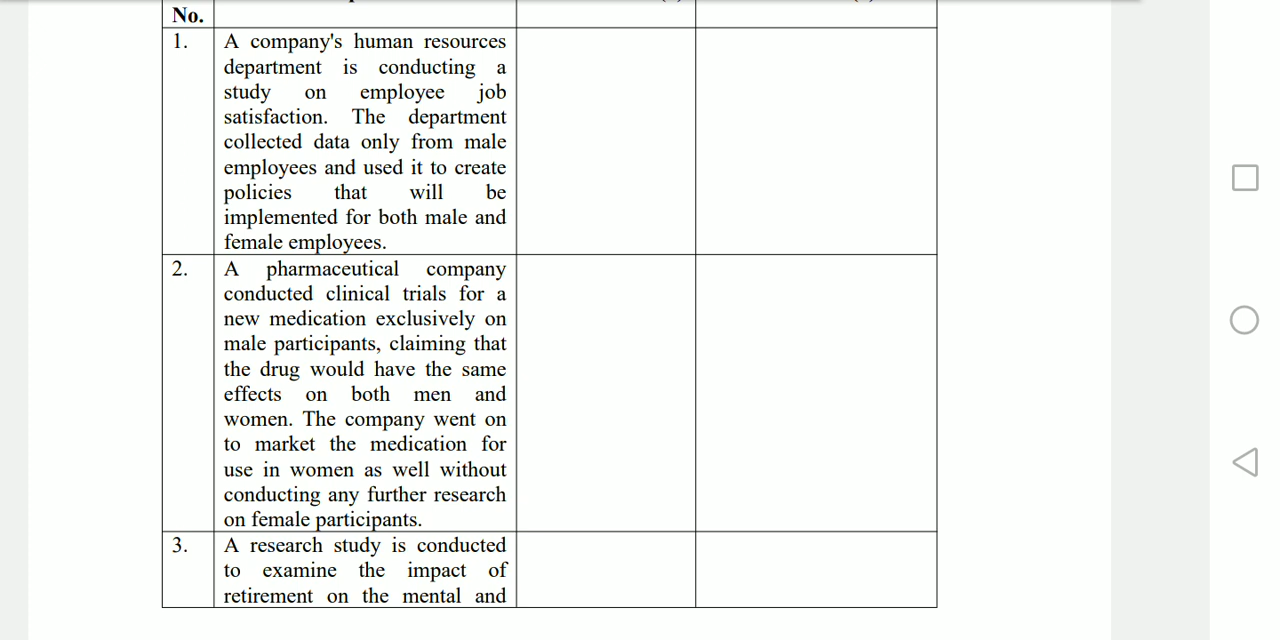 No.
1.
A company's human resources
department is conducting a
study on employee job
satisfaction. The department
collected data only from male
employees and used it to create
policies that will be
implemented for both male and
female employees.
2.
A pharmaceutical company
conducted clinical trials for a
new medication exclusively on
male participants, claiming that
the drug would have the same
effects on both men and
women. The company went on
to market the medication for
use in women as well without
conducting any further research
on female participants.
3.
A research study is conducted
to examine the impact of
retirement on the mental and